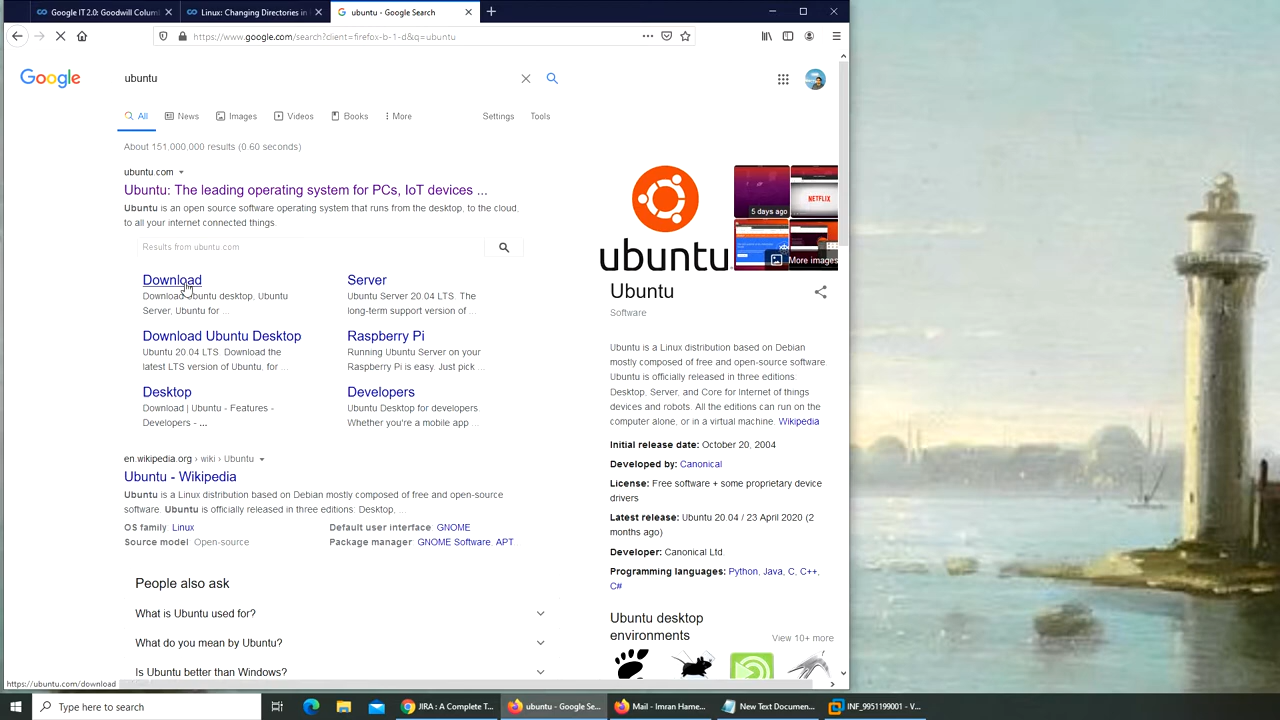 Google IT 2.0: Goodwill Colum
Linux: Changing Directories in
ubuntu - Google Search
https://www.google.com/search?client=firefox-b-1-d&q=ubuntu
Google
ubuntu
All
News
Images
Videos
Books
More
Settings
Tools
About 151,000,000 results (0.60 seconds)
ubuntu.com
Ubuntu: The leading operating system for PCs, IoT devices ...
Ubuntu is an open source software operating system that runs from the desktop, to the cloud,
to all your internet connected things.
Results from ubuntu.com
Download
Download Ubuntu desktop, Ubuntu
Server, Ubuntu for ...
Server
Ubuntu Server 20.04 LTS. The
long-term support version of ...
Download Ubuntu Desktop
Ubuntu 20.04 LTS. Download the
latest LTS version of Ubuntu, for ...
Raspberry Pi
Running Ubuntu Server on your
Raspberry Pi is easy. Just pick ...
Desktop
Download | Ubuntu - Features -
Developers - ...
Developers
Ubuntu Desktop for developers.
Whether you're a mobile app ...
en.wikipedia.org › wiki › Ubuntu
Ubuntu - Wikipedia
Ubuntu is a Linux distribution based on Debian mostly composed of free and open-source
software. Ubuntu is officially released in three editions: Desktop, ...
OS family: Linux
Default user interface: GNOME
Source model: Open-source
Package manager: GNOME Software, APT
People also ask
What is Ubuntu used for?
What do you mean by Ubuntu?
Is Ubuntu better than Windows?
ubuntu
5 days ago
NETFLIX
More images
Ubuntu
Software
Ubuntu is a Linux distribution based on Debian
mostly composed of free and open-source software.
Ubuntu is officially released in three editions:
Desktop, Server, and Core for Internet of things
devices and robots. All the editions can run on the
computer alone, or in a virtual machine. Wikipedia
Initial release date: October 20, 2004
Developed by: Canonical
License: Free software + some proprietary device
drivers
Latest release: Ubuntu 20.04 / 23 April 2020 (2
months ago)
Developer: Canonical Ltd.
Programming languages: Python, Java, C, C++,
C#
Ubuntu desktop
environments
View 10+ more
https://ubuntu.com/download
Type here to search
JIRA : A Complete T...
ubuntu - Google Se...
Mail - Imran Hame...
New Text Documen...
INF_9951199001 - V...